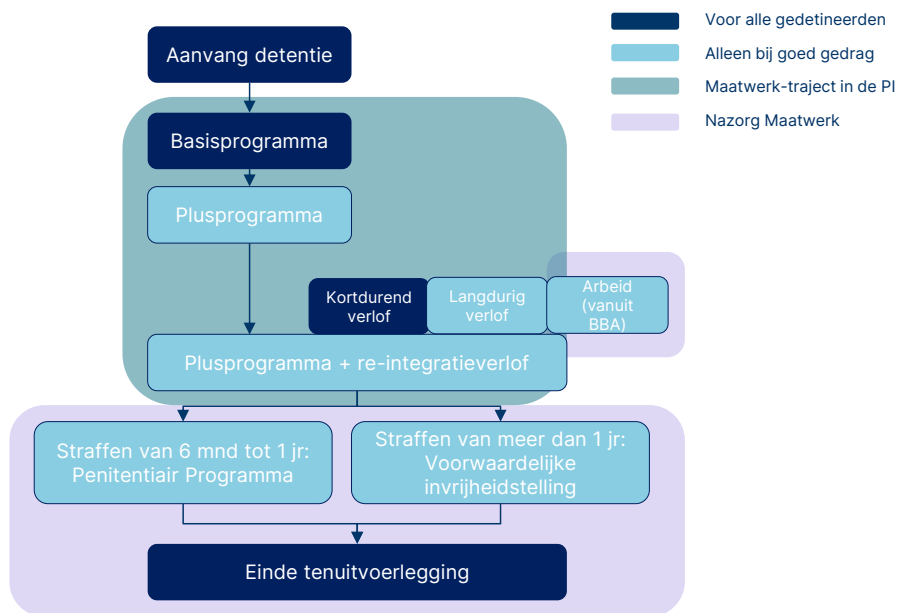 Voor alle gedetineerden
Alleen bij goed gedrag
Maatwerk-traject in de PI
Nazorg Maatwerk
Aanvang detentie
Basisprogramma
Plusprogramma
Kortdurend
verlof
Langdurig
verlof
Arbeid
(vanuit
BBA)
Plusprogramma + re-integratieverlof
Straffen van 6 mnd tot 1 jr:
Penitentiair Programma
Straffen van meer dan 1 jr:
Voorwaardelijke
invrijheidstelling
Einde tenuitvoerlegging